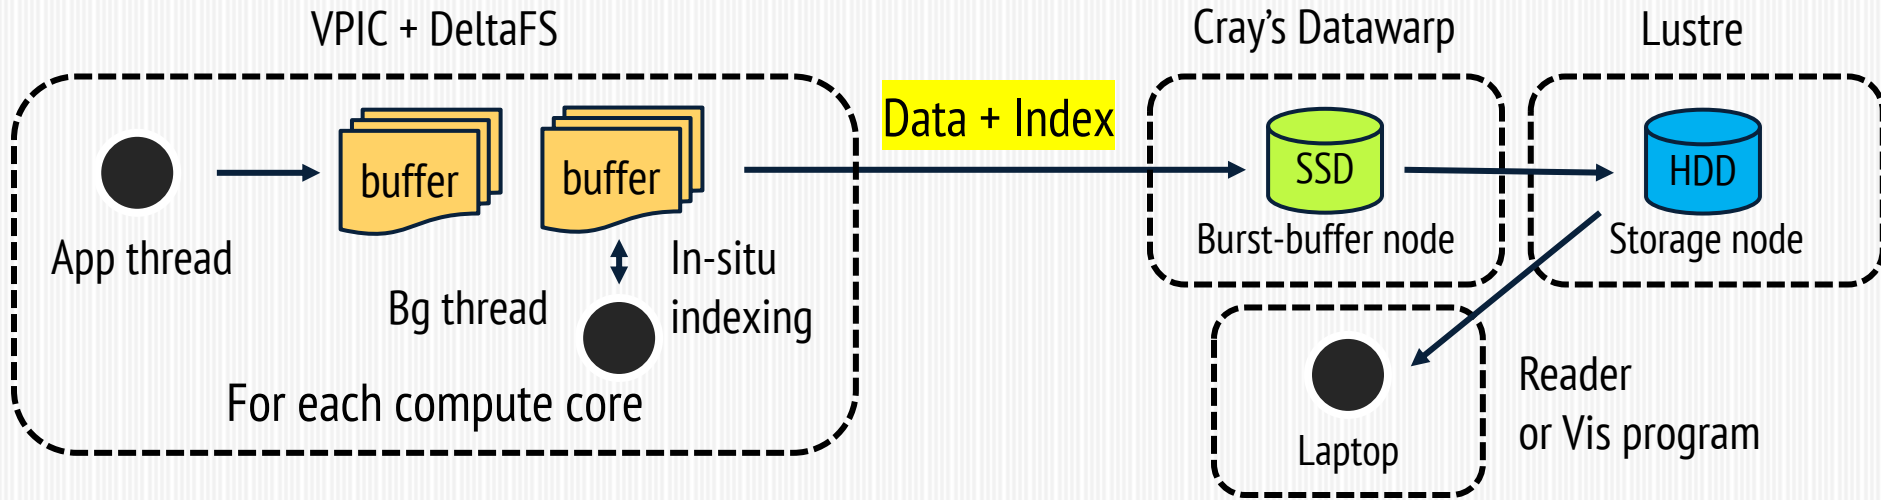 VPIC + DeltaFS
Cray's Datawarp
Lustre
Data + Index
buffer
buffer
SSD
HDD
App thread
In-situ
indexing
Bg thread
For each compute core
Burst-buffer node
Storage node
Laptop
Reader
or Vis program